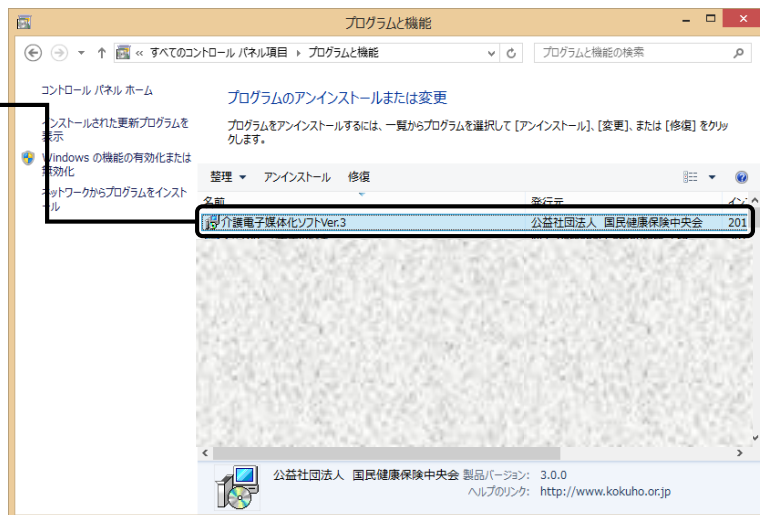 プログラムと機能
« すべてのコントロール パネル項目 ▸ プログラムと機能
プログラムと機能の検索
コントロール パネル ホーム
インストールされた更新プログラムを
表示
Windows の機能の有効化または
無効化
ネットワークからプログラムをインスト
ール
プログラムのアンインストールまたは変更
プログラムをアンインストールするには、一覧からプログラムを選択して [アンインストール]、[変更]、または [修復] をクリッ
クします。
整理 ▼ アンインストール 修復
名前 発行元 イン
介護電子媒体化ソフトVer.3 公益社団法人 国民健康保険中央会 201
公益社団法人 国民健康保険中央会 製品バージョン: 3.0.0
ヘルプのリンク: http://www.kokuho.or.jp